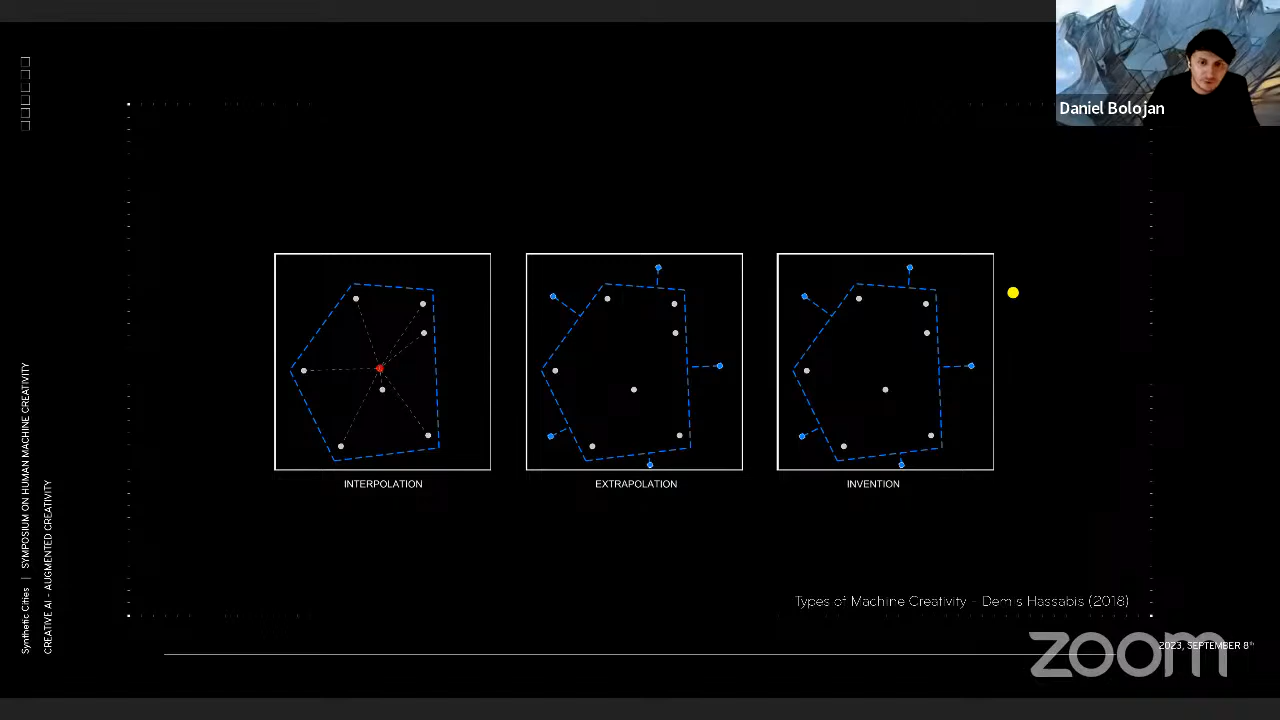 Daniel Bolojan
INTERPOLATION
EXTRAPOLATION
INVENTION
Types of Machine Creativity - Dem s Hassabis (2018)
Synthetic Cities | SYMPOSIUM ON HUMAN MACHINE CREATIVITY
CREATIVE AI - AUGMENTED CREATIVITY
2023, SEPTEMBER 8th
zoom